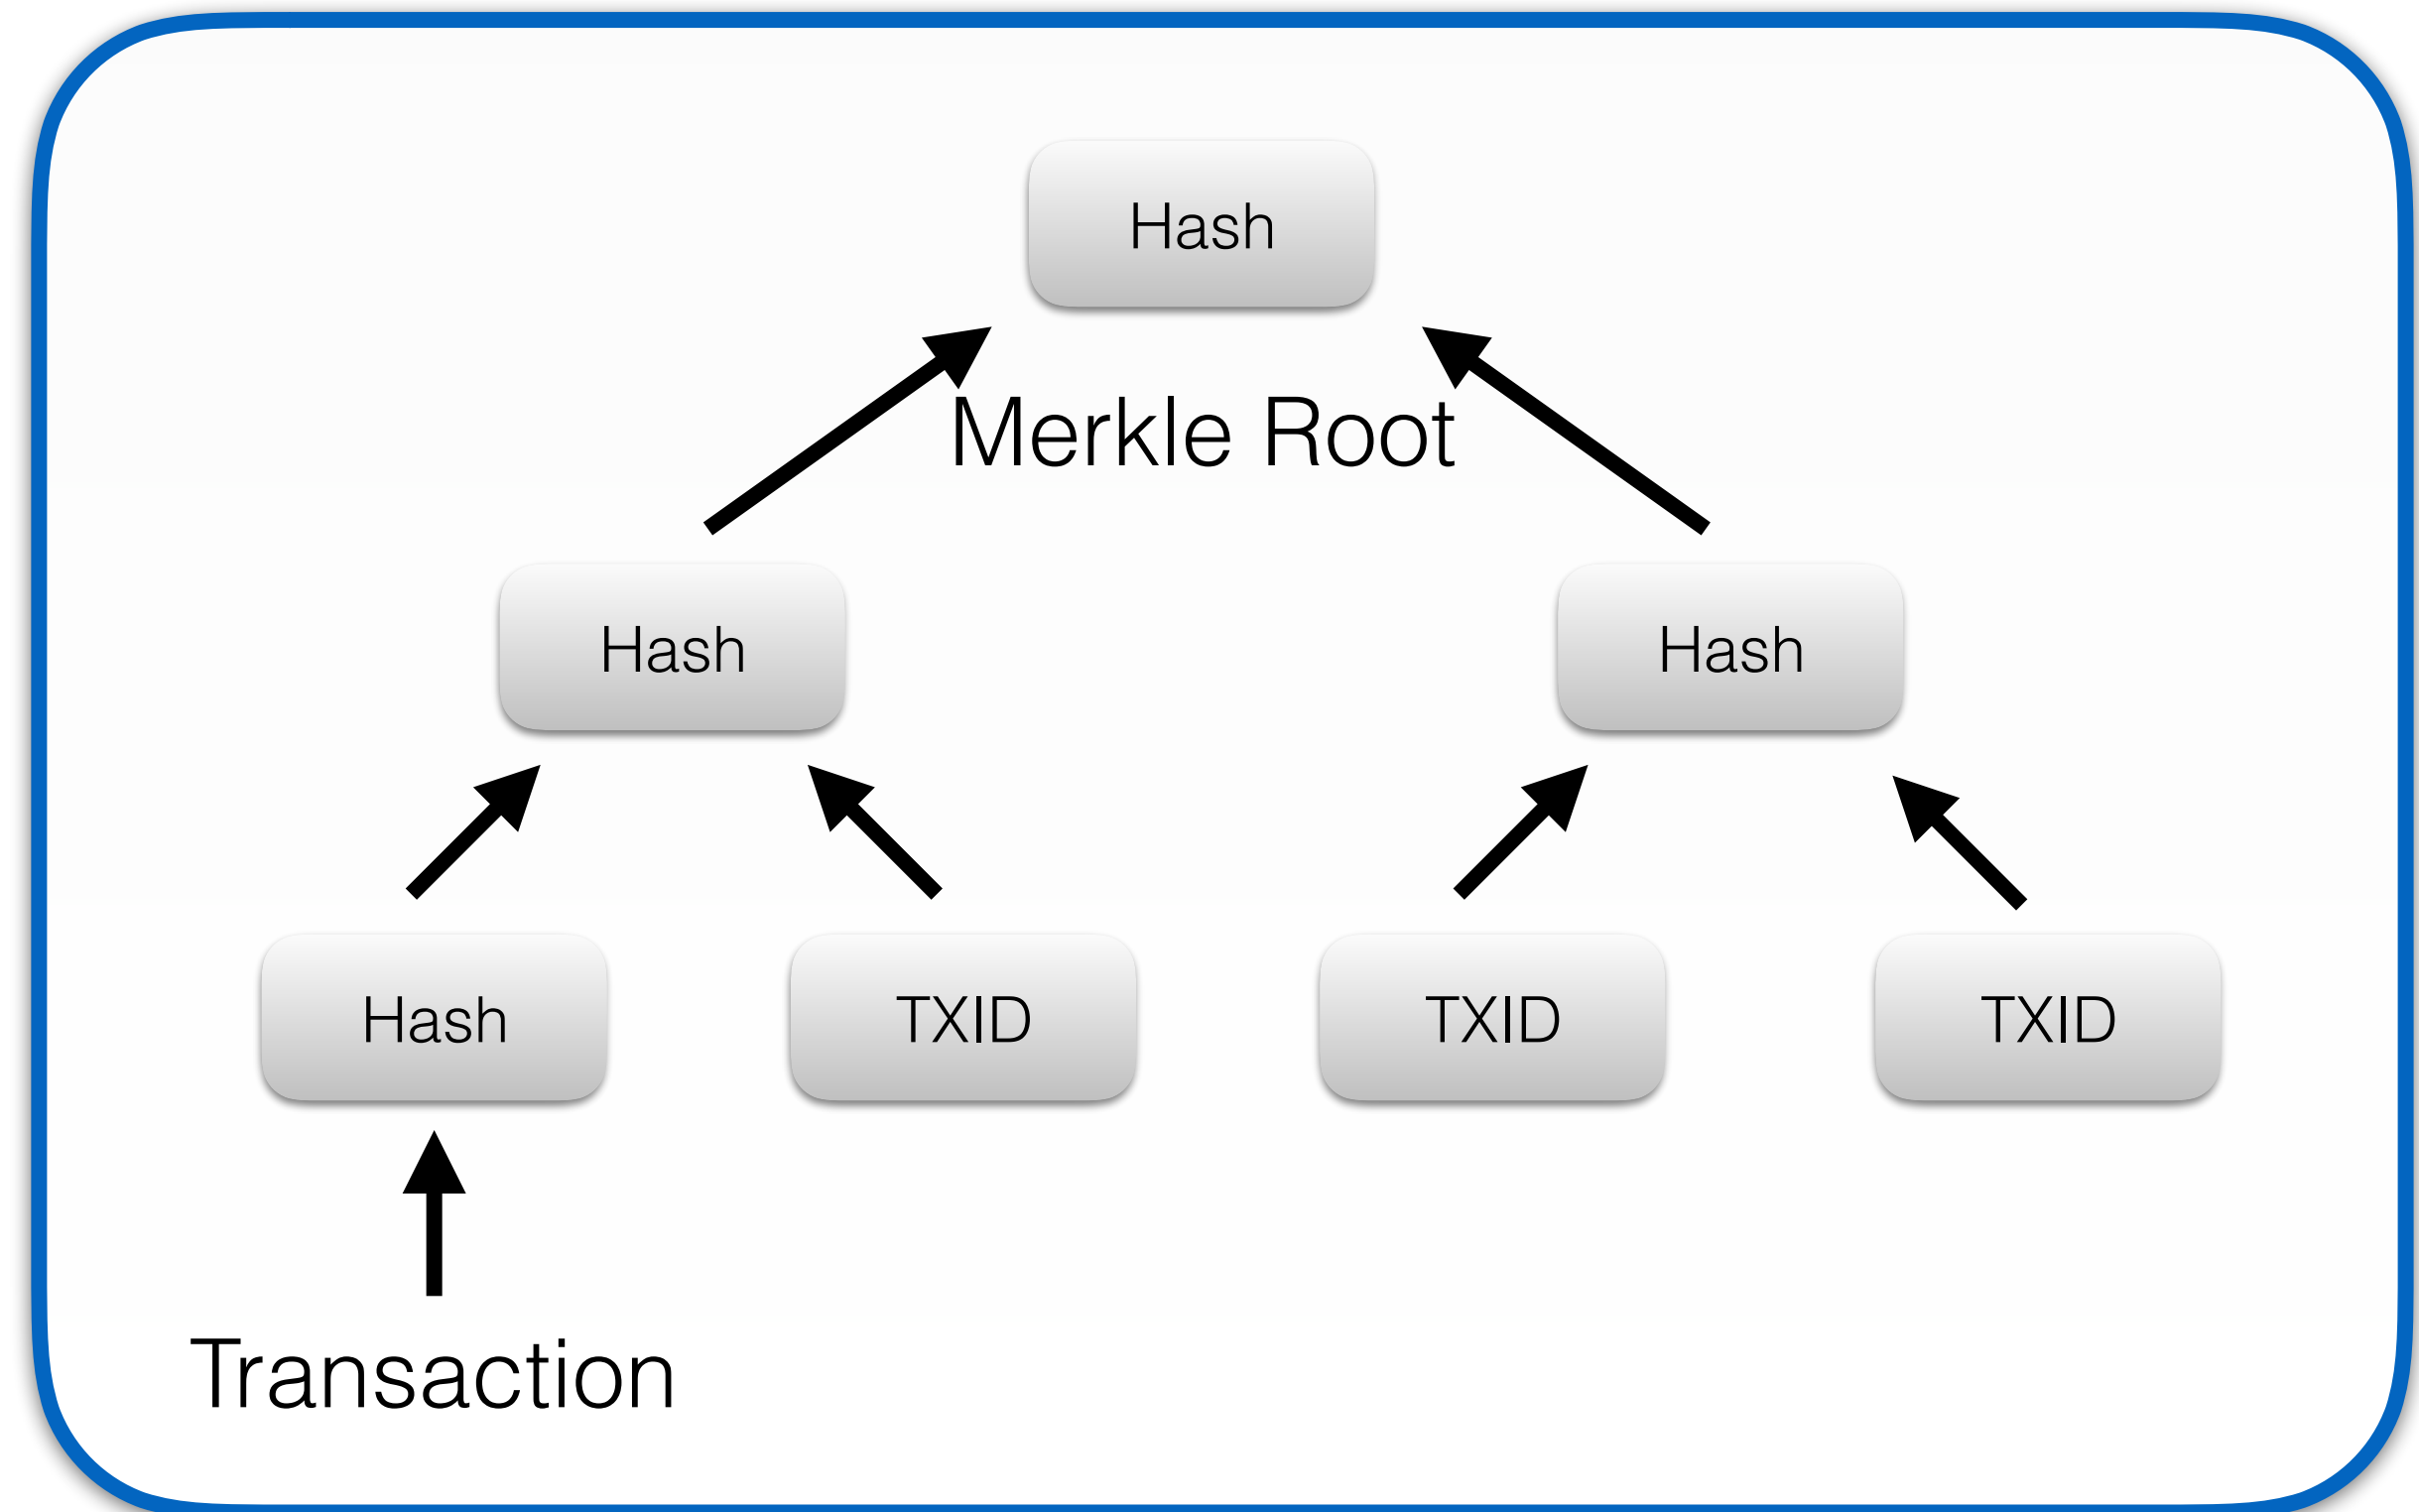 Hash
Merkle Root
Hash
Hash
Hash
TXID
TXID
TXID
Transaction